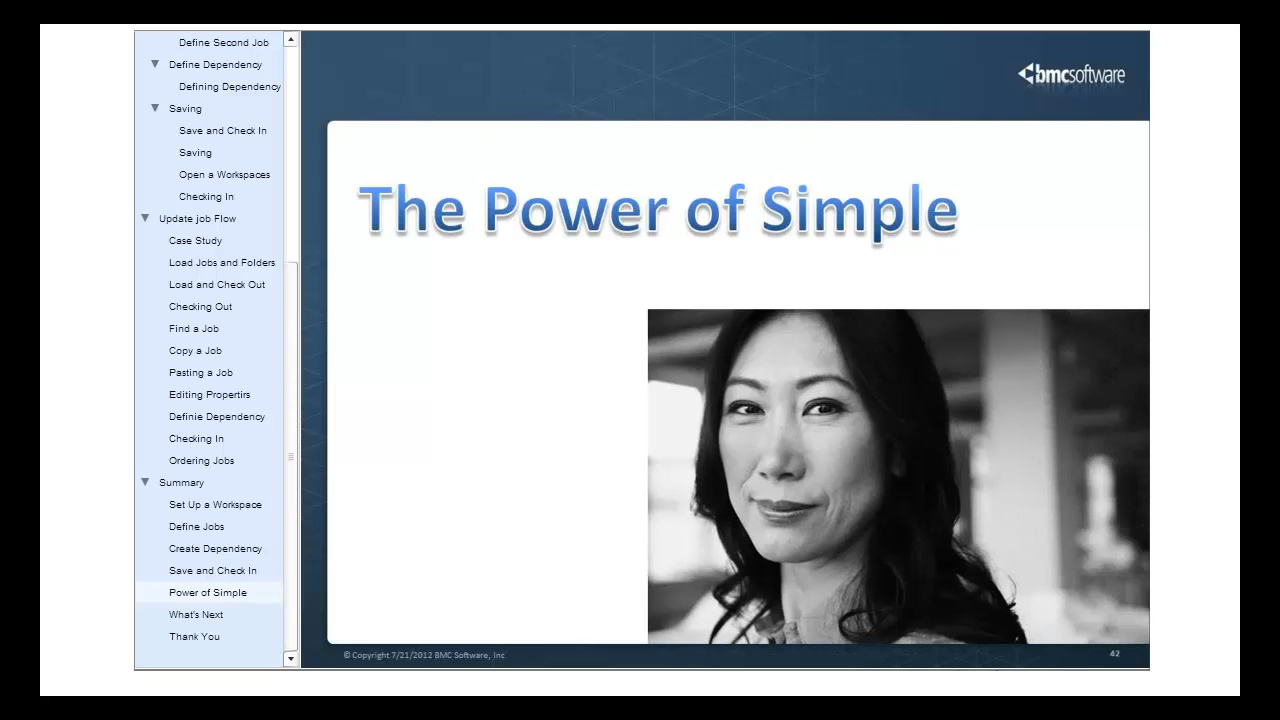 Define Second Job
Define Dependency
Defining Dependency
Saving
Save and Check In
Saving
Open a Workspaces
Checking In
Update job Flow
Case Study
Load Jobs and Folders
Load and Check Out
Checking Out
Find a Job
Copy a Job
Pasting a Job
Editing Propertirs
Definie Dependency
Checking In
Ordering Jobs
Summary
Set Up a Workspace
Define Jobs
Create Dependency
Save and Check In
Power of Simple
What's Next
Thank You
bmcsoftware
The Power of Simple
© Copyright 7/21/2012 BMC Software, Inc
42